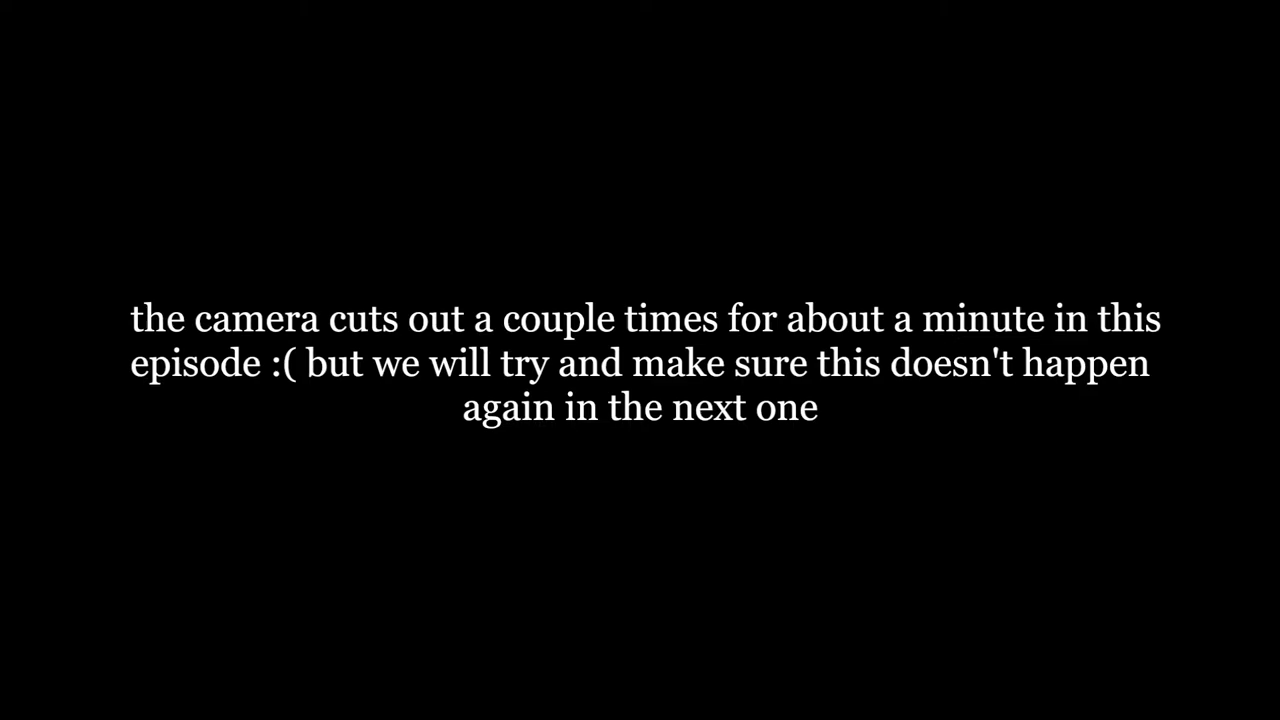 the camera cuts out a couple times for about a minute in this
episode :( but we will try and make sure this doesn't happen
again in the next one